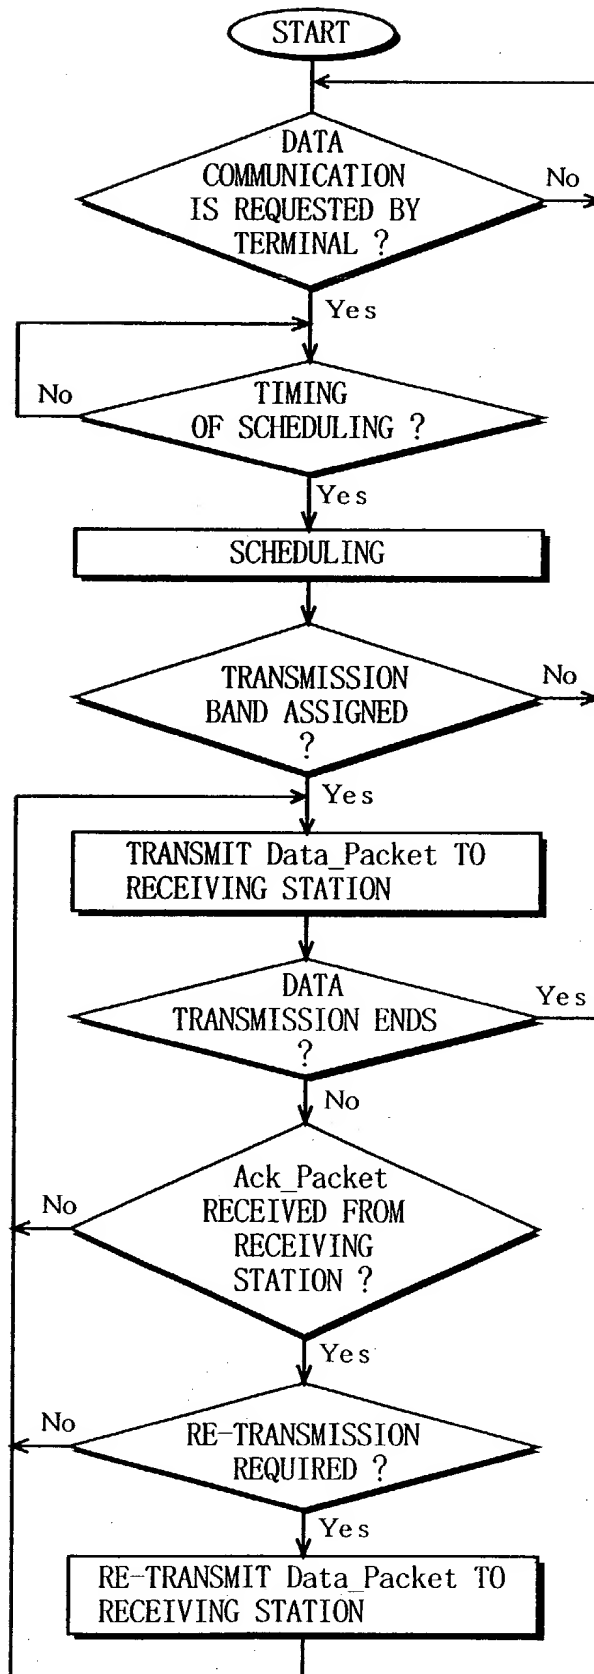 START
DATA
COMMUNICATION
IS REQUESTED BY
TERMINAL ?
No
Yes
No
TIMING
OF SCHEDULING ?
Yes
SCHEDULING
TRANSMISSION
BAND ASSIGNED
?
No
Yes
TRANSMIT Data_Packet TO
RECEIVING STATION
DATA
TRANSMISSION ENDS
?
Yes
No
Ack_Packet
RECEIVED FROM
RECEIVING
STATION ?
No
Yes
No
RE-TRANSMISSION
REQUIRED ?
Yes
RE-TRANSMIT Data_Packet TO
RECEIVING STATION